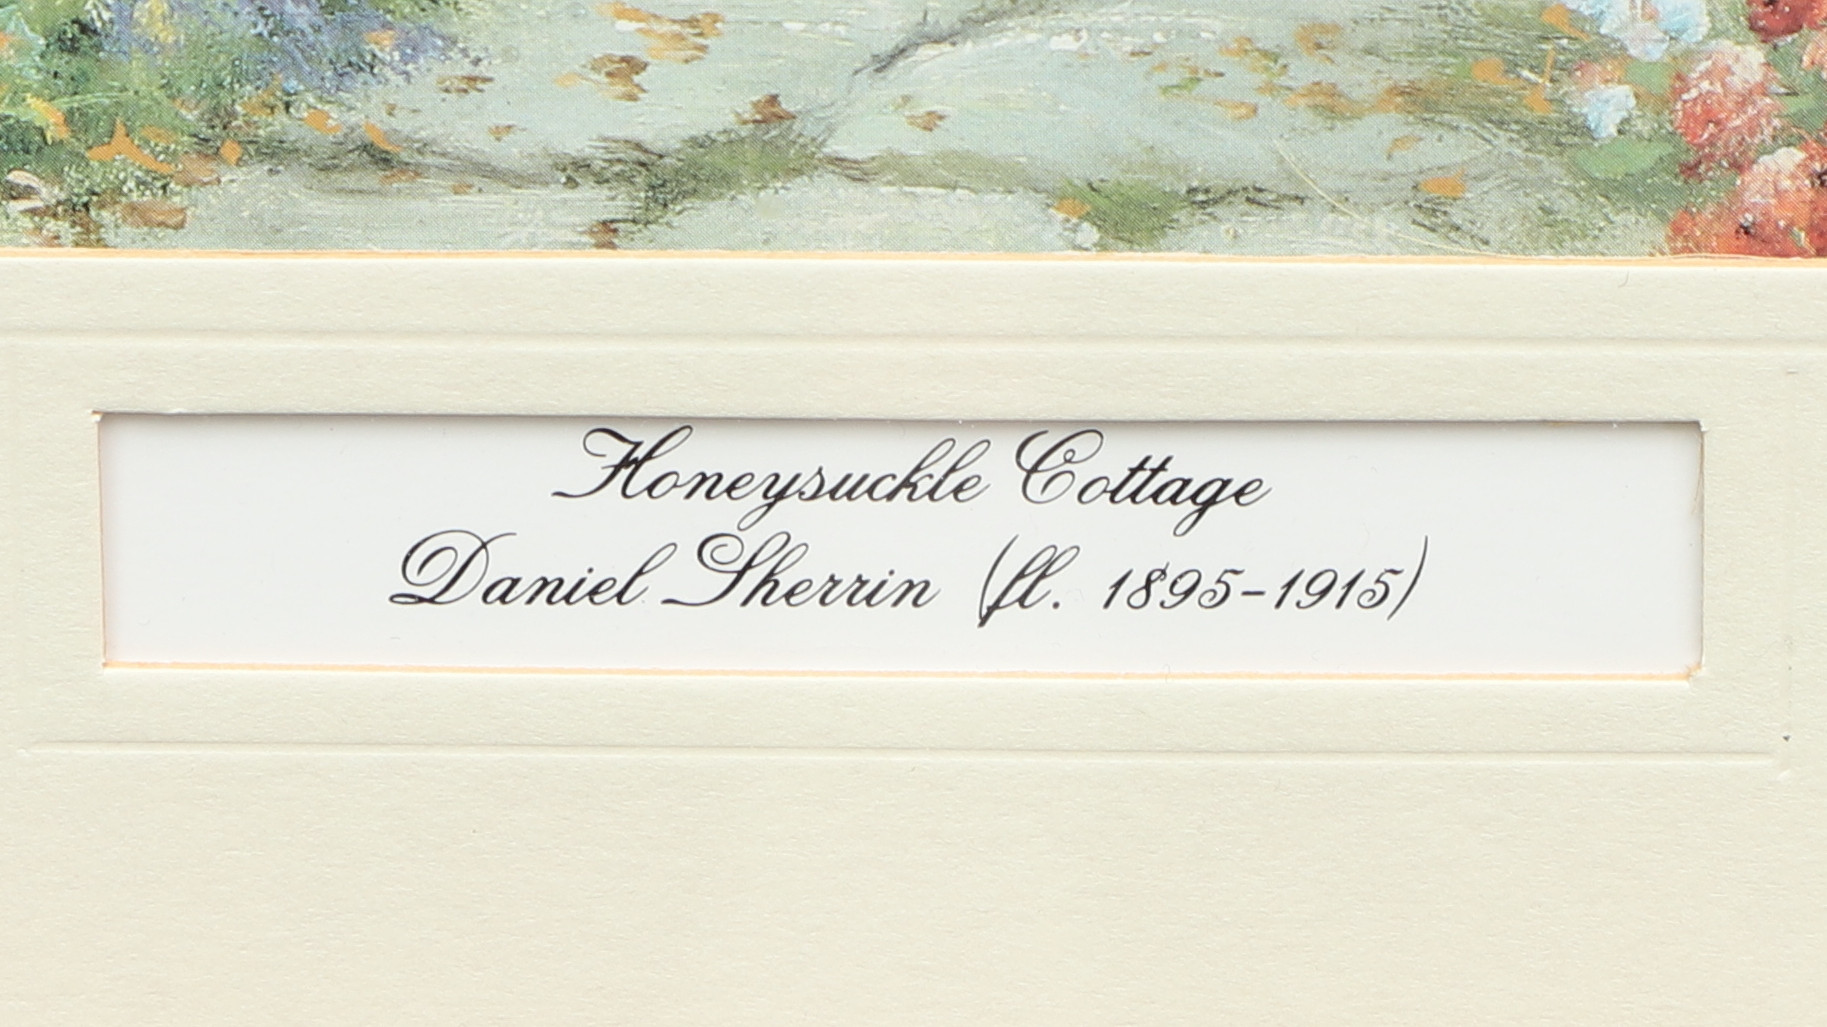 Honeysuckle Cottage
Daniel Sherrin (fl. 1895-1915)